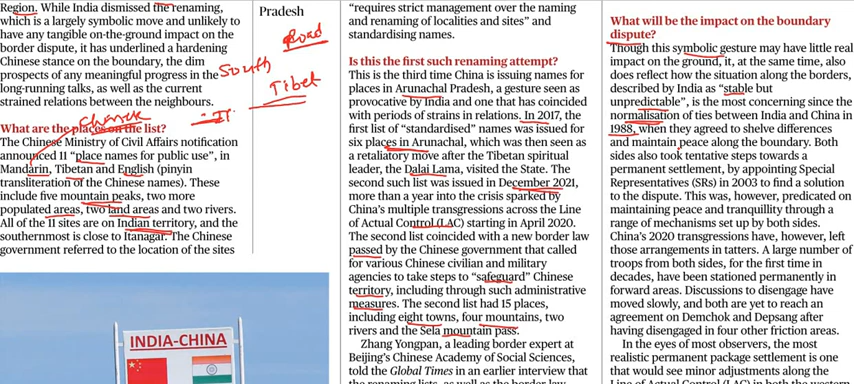 Region. While India dismissed the renaming,
which is a largely symbolic move and unlikely to
have any tangible on-the-ground impact on the
border dispute, it has underlined a hardening
Chinese stance on the boundary, the dim
prospects of any meaningful progress in the
long-running talks, as well as the current
strained relations between the neighbours.
What are the places on the list?
The Chinese Ministry of Civil Affairs notification
announced 11 “place names for public use”, in
Mandarin, Tibetan and English (pinyin
transliteration of the Chinese names). These
include five mountain peaks, two more
populated areas, two land areas and two rivers.
All of the 11 sites are on Indian territory, and the
southernmost is close to Itanagar. The Chinese
government referred to the location of the sites
INDIA-CHINA
Pradesh
South
Tibet
“requires strict management over the naming
and renaming of localities and sites” and
standardising names.
Is this the first such renaming attempt?
This is the third time China is issuing names for
places in Arunachal Pradesh, a gesture seen as
provocative by India and one that has coincided
with periods of strains in relations. In 2017, the
first list of “standardised” names was issued for
six places in Arunachal, which was then seen as
a retaliatory move after the Tibetan spiritual
leader, the Dalai Lama, visited the State. The
second such list was issued in December 2021,
more than a year into the crisis sparked by
China’s multiple transgressions across the Line
of Actual Control (LAC) starting in April 2020.
The second list coincided with a new border law
passed by the Chinese government that called
for various Chinese civilian and military
agencies to take steps to “safeguard” Chinese
territory, including through such administrative
measures. The second list had 15 places,
including eight towns, four mountains, two
rivers and the Sela mountain pass.
Zhang Yongpan, a leading border expert at
Beijing’s Chinese Academy of Social Sciences,
told the Global Times in an earlier interview that
the renaming lists, as well as the border law
What will be the impact on the boundary
dispute?
Though this symbolic gesture may have little real
impact on the ground it, at the same time, also
does reflect how the situation along the borders,
described by India as “stable but
unpredictable”, is the most concerning since the
normalisation of ties between India and China in
1988, when they agreed to shelve differences
and maintain peace along the boundary. Both
sides also took tentative steps towards a
permanent settlement, by appointing Special
Representatives (SRs) in 2003 to find a solution
to the dispute. This was, however, predicated on
maintaining peace and tranquillity through a
range of mechanisms set up by both sides.
China’s 2020 transgressions have, however, left
those arrangements in tatters. A large number of
troops from both sides, for the first time in
decades, have been stationed permanently in
forward areas. Discussions to disengage have
moved slowly, and both are yet to reach an
agreement on Demchok and Depsang after
having disengaged in four other friction areas.
In the eyes of most observers, the most
realistic permanent package settlement is one
that would see minor adjustments along the
Line of Actual Control (LAC) in both the western